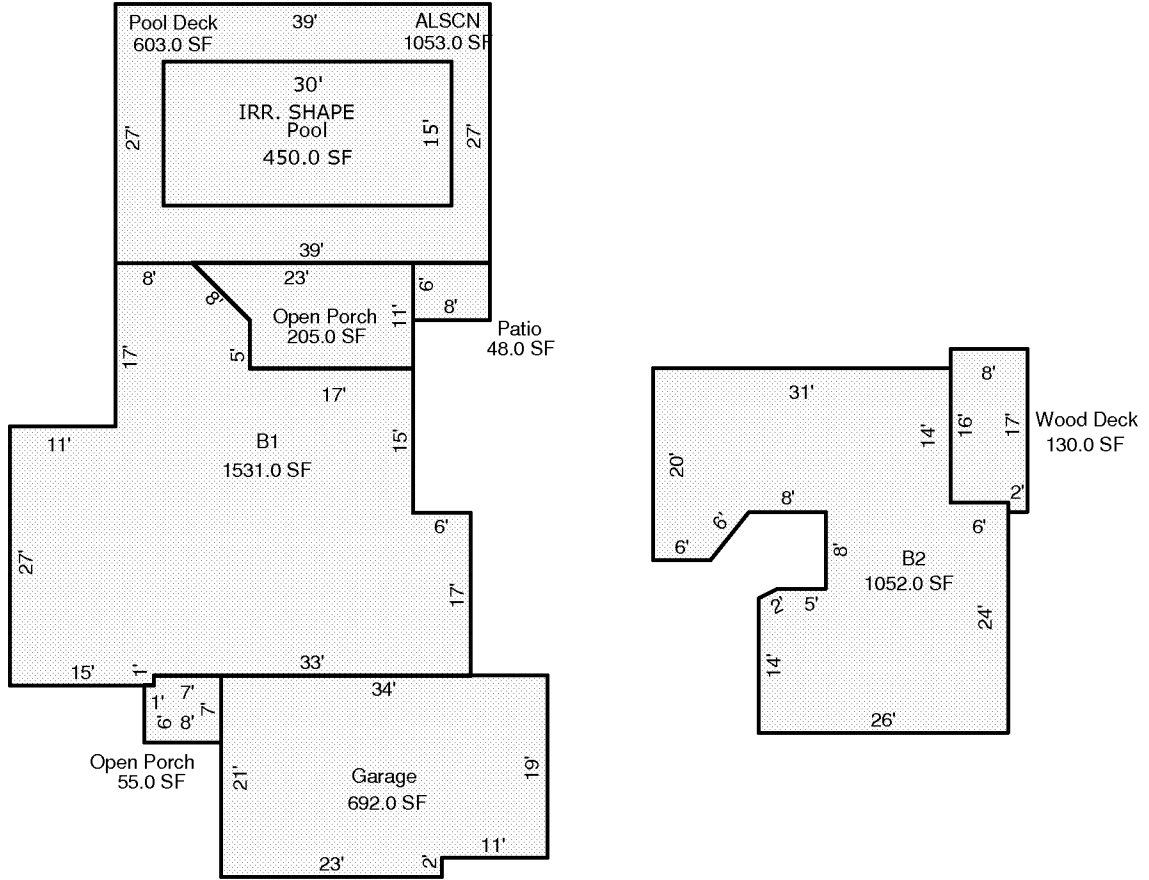 Pool Deck
603.0 SF
39'
ALSCN
1053.0 SF
27'
30'
IRR. SHAPE
Pool
450.0 SF
15'
27'
39'
8'
23'
6'
8'
8'
Open Porch
205.0 SF
11'
Patio
48.0 SF
17'
5'
17'
11'
B1
1531.0 SF
15'
6'
27'
17'
15'
1'
33'
1'
7'
6'
8'
7'
34'
Open Porch
55.0 SF
21'
Garage
692.0 SF
19'
23'
2'
11'
31'
8'
14'
16'
17'
Wood Deck
130.0 SF
20'
8'
2'
6'
6'
6'
8'
B2
1052.0 SF
2'
5'
24'
14'
26'